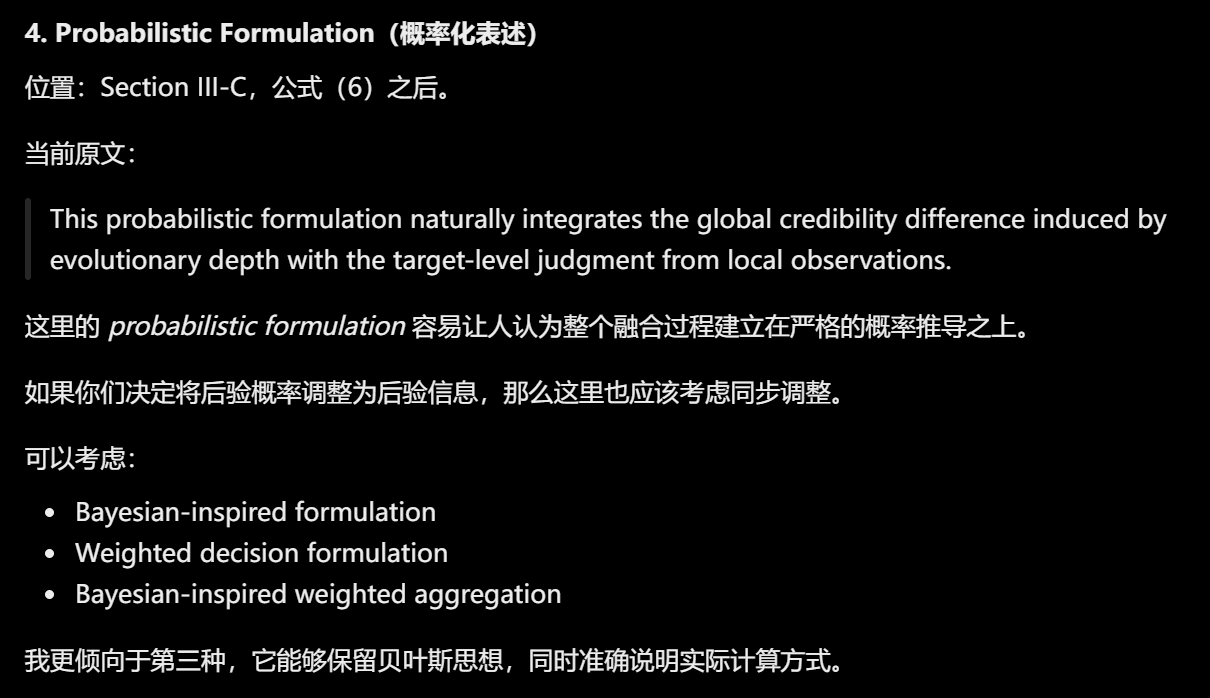 4. Probabilistic Formulation（概率化表述）
位置：Section III-C，公式（6）之后。
当前原文：
This probabilistic formulation naturally integrates the global credibility difference induced by
evolutionary depth with the target-level judgment from local observations.
这里的 probabilistic formulation 容易让人认为整个融合过程建立在严格的概率推导之上。
如果你们决定将后验概率调整为后验信息，那么这里也应该考虑同步调整。
可以考虑：
• Bayesian-inspired formulation
• Weighted decision formulation
• Bayesian-inspired weighted aggregation
我更倾向于第三种，它能够保留贝叶斯思想，同时准确说明实际计算方式。